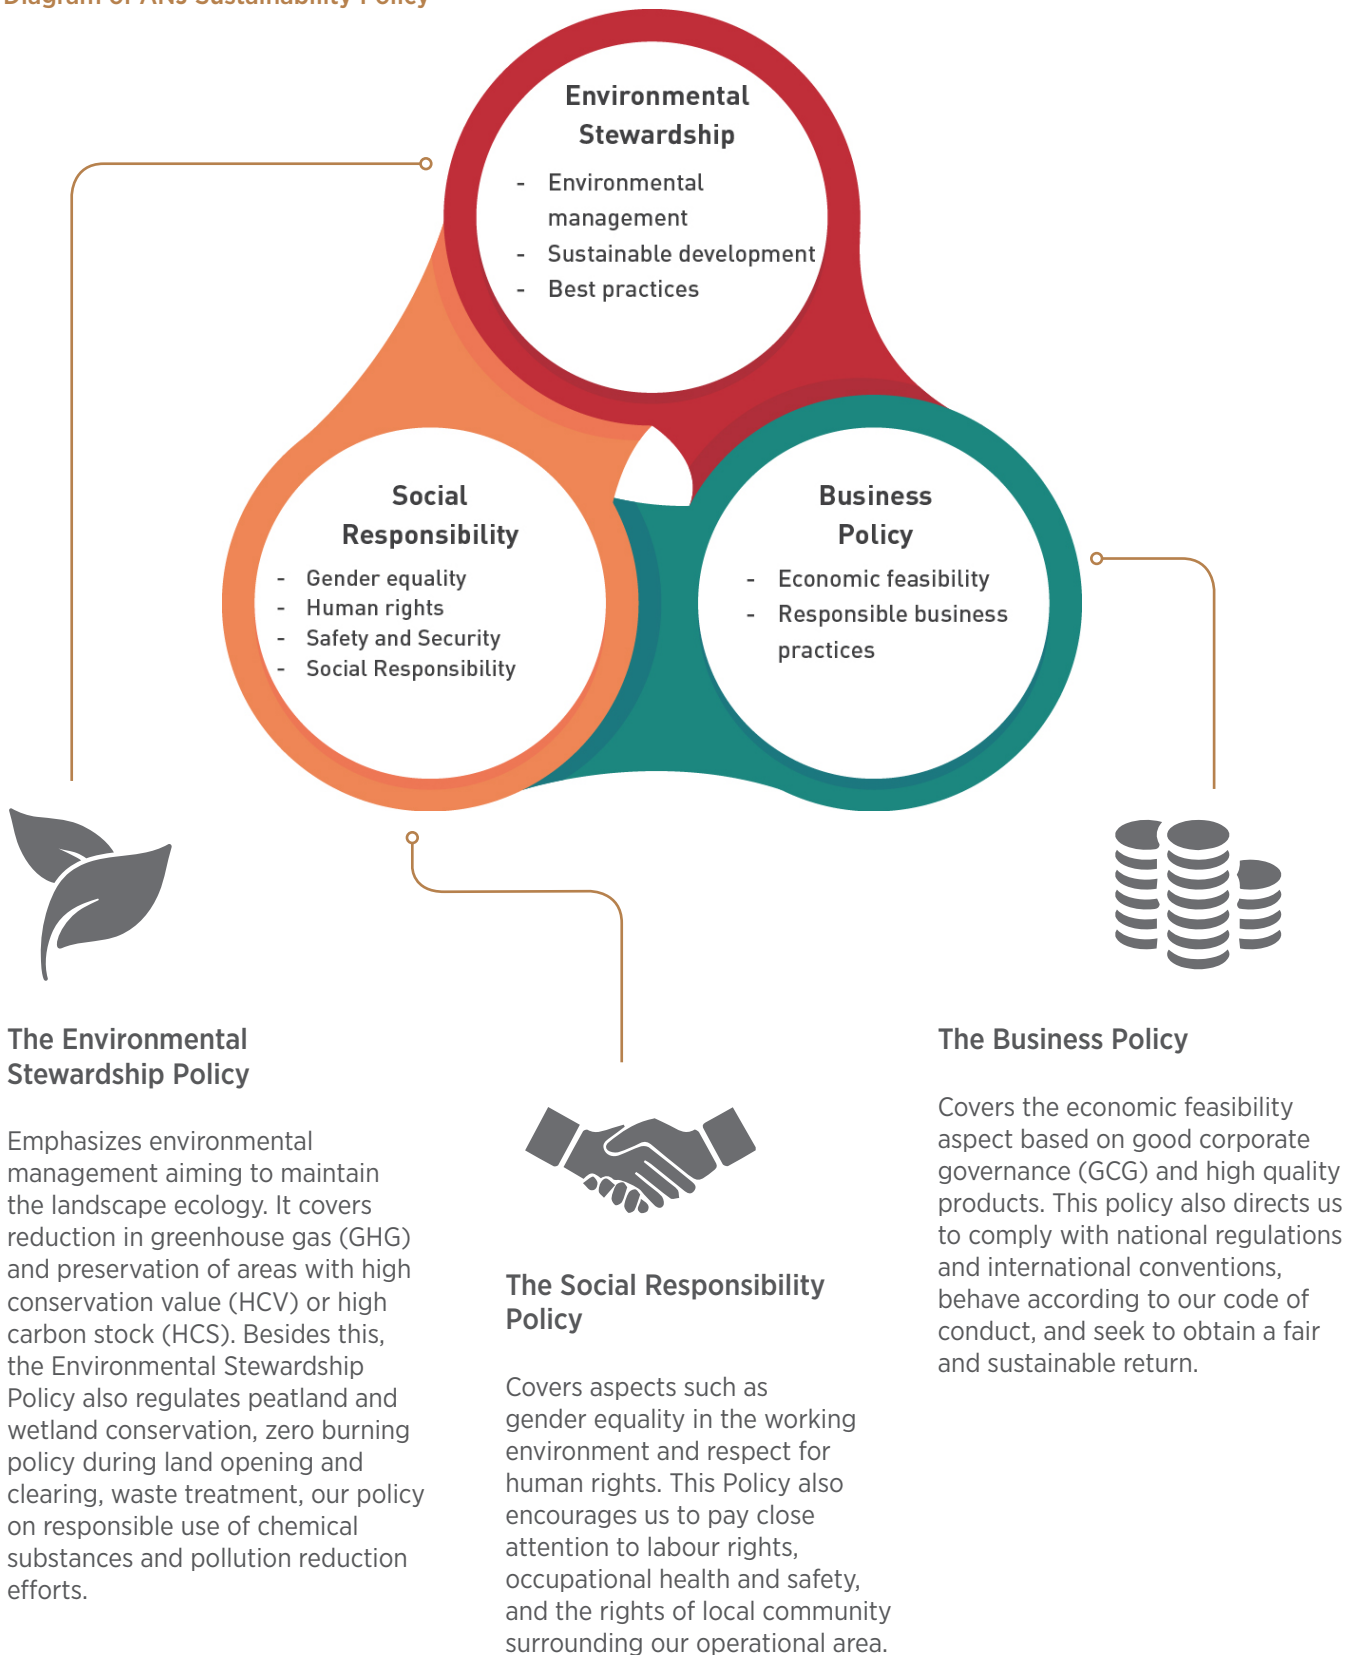 Diagram of ANJ Sustainability Policy
Environmental
Stewardship
- Environmental
management
- Sustainable development
- Best practices
Social
Responsibility
- Gender equality
- Human rights
- Safety and Security
- Social Responsibility
Business
Policy
- Economic feasibility
- Responsible business
practices
The Environmental
Stewardship Policy
Emphasizes environmental
management aiming to maintain
the landscape ecology. It covers
reduction in greenhouse gas (GHG)
and preservation of areas with high
conservation value (HCV) or high
carbon stock (HCS). Besides this,
the Environmental Stewardship
Policy also regulates peatland and
wetland conservation, zero burning
policy during land opening and
clearing, waste treatment, our policy
on responsible use of chemical
substances and pollution reduction
efforts.
The Social Responsibility
Policy
Covers aspects such as
gender equality in the working
environment and respect for
human rights. This Policy also
encourages us to pay close
attention to labour rights,
occupational health and safety,
and the rights of local community
surrounding our operational area.
The Business Policy
Covers the economic feasibility
aspect based on good corporate
governance (GCG) and high quality
products. This policy also directs us
to comply with national regulations
and international conventions,
behave according to our code of
conduct, and seek to obtain a fair
and sustainable return.